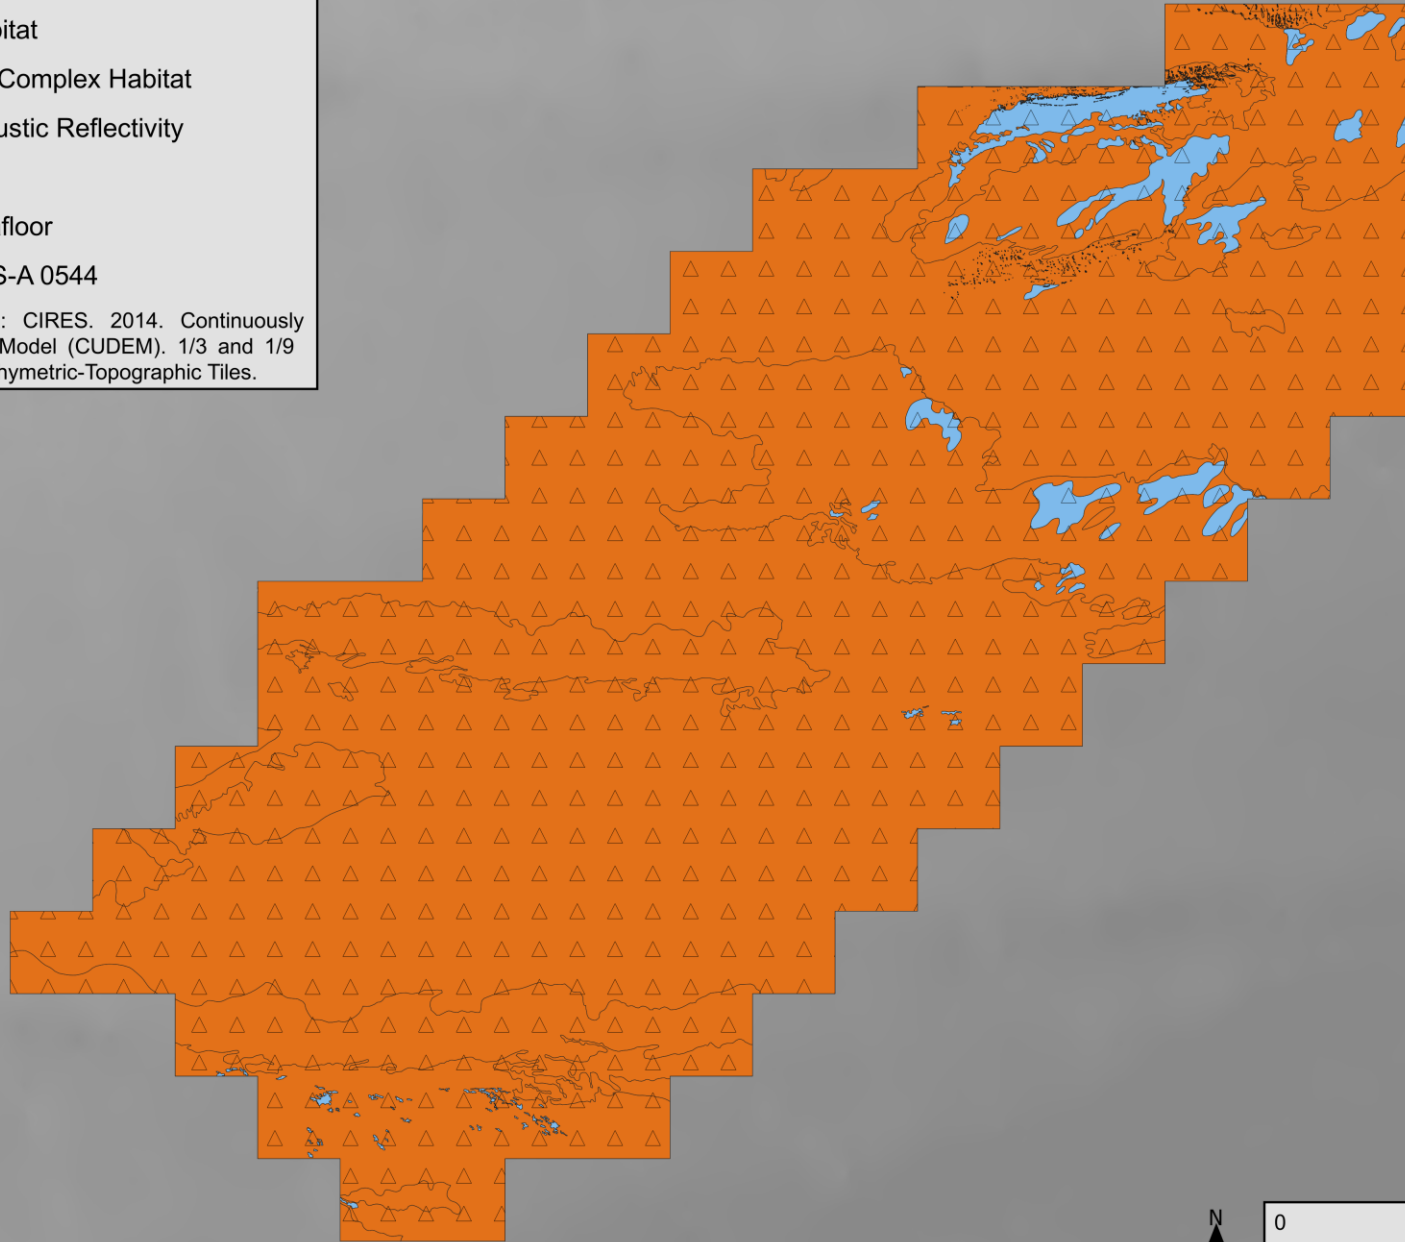 itat
Complex Habitat
ustic Reflectivity
floor
S-A 0544
: CIRES. 2014. Continuously
Model (CUDEM). 1/3 and 1/9
hymetric-Topographic Tiles.
N
0